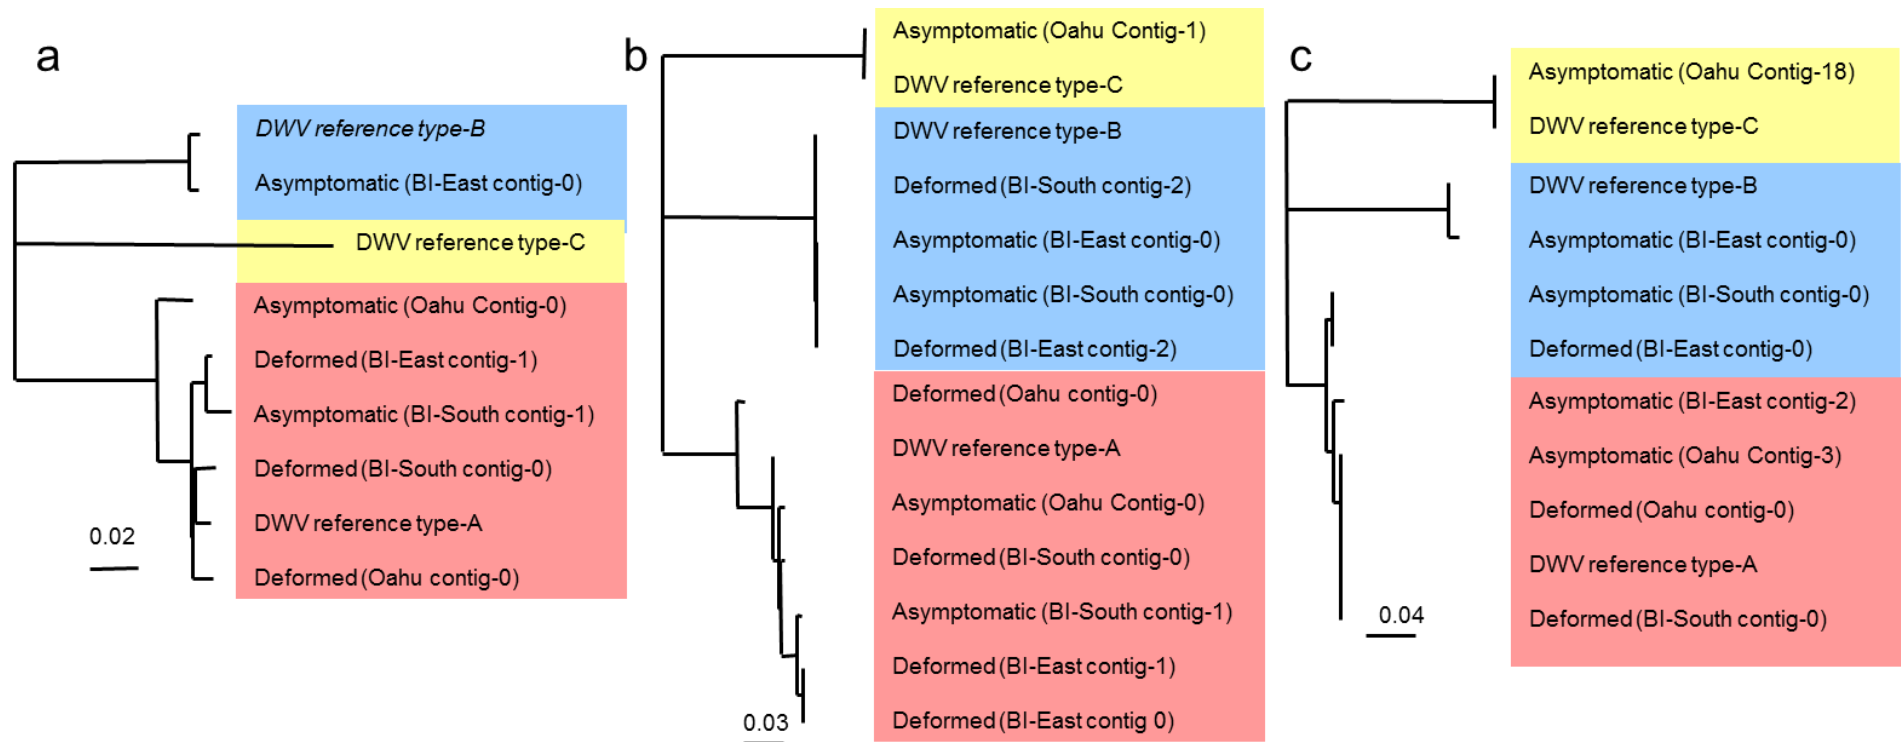 a
DWV reference type-B
Asymptomatic (BI-East contig-0)
DWV reference type-C
Asymptomatic (Oahu Contig-0)
Deformed (BI-East contig-1)
Asymptomatic (BI-South contig-1)
Deformed (BI-South contig-0)
DWV reference type-A
Deformed (Oahu contig-0)
0.02
b
Asymptomatic (Oahu Contig-1)
DWV reference type-C
DWV reference type-B
Deformed (BI-South contig-2)
Asymptomatic (BI-East contig-0)
Asymptomatic (BI-South contig-0)
Deformed (BI-East contig-2)
Deformed (Oahu contig-0)
DWV reference type-A
Asymptomatic (Oahu Contig-0)
Deformed (BI-South contig-0)
Asymptomatic (BI-South contig-1)
Deformed (BI-East contig-1)
Deformed (BI-East contig 0)
0.03
c
Asymptomatic (Oahu Contig-18)
DWV reference type-C
DWV reference type-B
Asymptomatic (BI-East contig-0)
Asymptomatic (BI-South contig-0)
Deformed (BI-East contig-0)
Asymptomatic (BI-East contig-2)
Asymptomatic (Oahu Contig-3)
Deformed (Oahu contig-0)
DWV reference type-A
Deformed (BI-South contig-0)
0.04